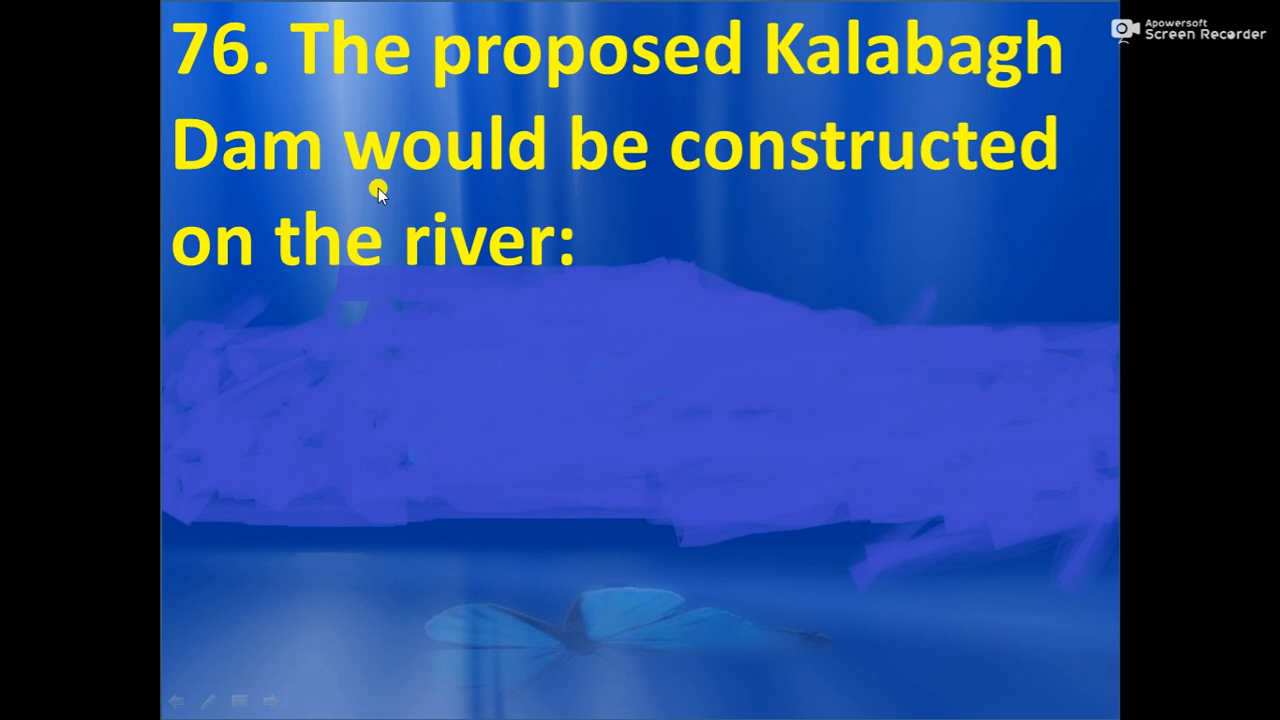 76. The proposed Kalabagh
Dam would be constructed
on the river:
Apowersoft
Screen Recorder